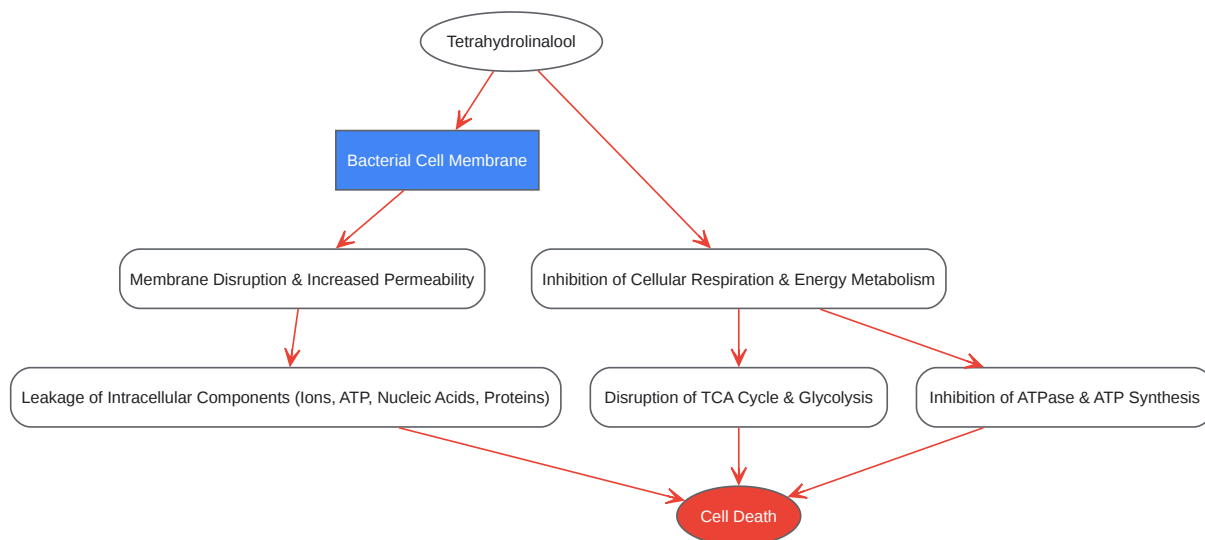 Tetrahydrolinalool
Bacterial Cell Membrane
Membrane Disruption & Increased Permeability
Inhibition of Cellular Respiration & Energy Metabolism
Leakage of Intracellular Components (Ions, ATP, Nucleic Acids, Proteins)
Disruption of TCA Cycle & Glycolysis
Inhibition of ATPase & ATP Synthesis
Cell Death